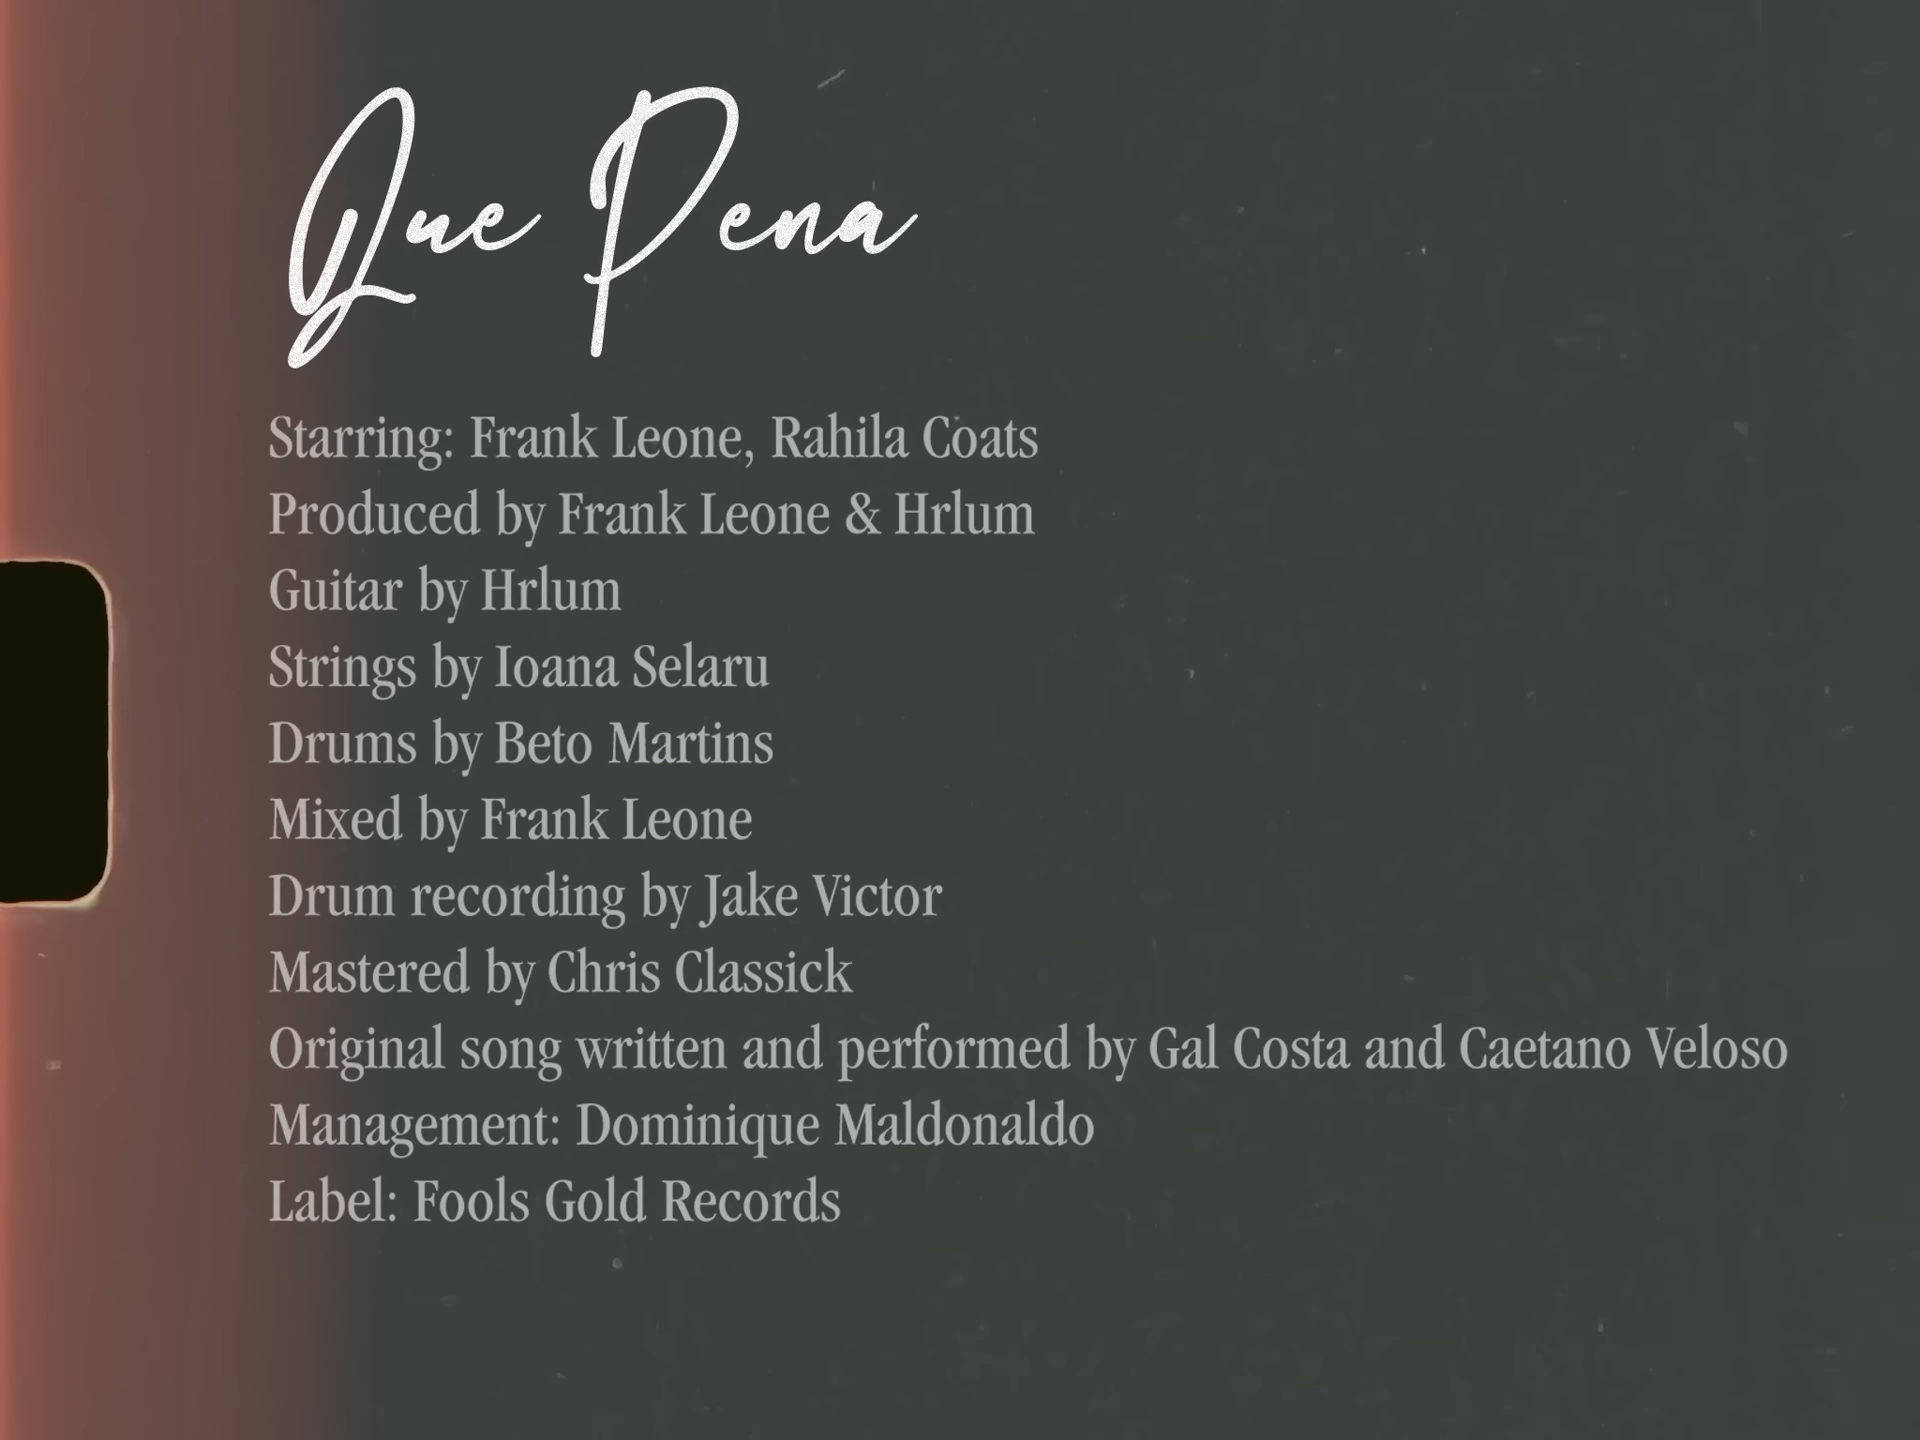 Que Pena
Starring: Frank Leone, Rahila Coats
Produced by Frank Leone & Hrlum
Guitar by Hrlum
Strings by Ioana Selaru
Drums by Beto Martins
Mixed by Frank Leone
Drum recording by Jake Victor
Mastered by Chris Classick
Original song written and performed by Gal Costa and Caetano Veloso
Management: Dominique Maldonaldo
Label: Fools Gold Records